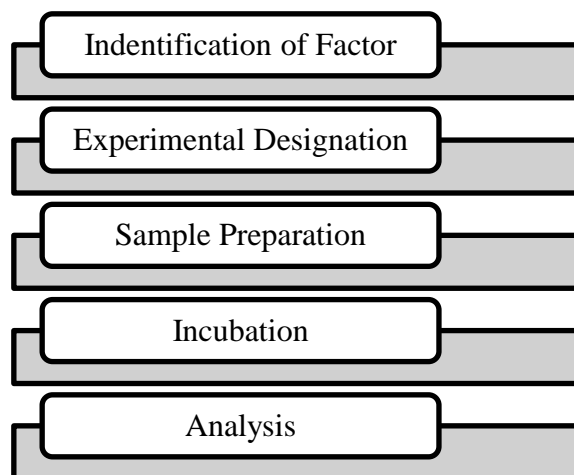 Indentification of Factor
Experimental Designation
Sample Preparation
Incubation
Analysis